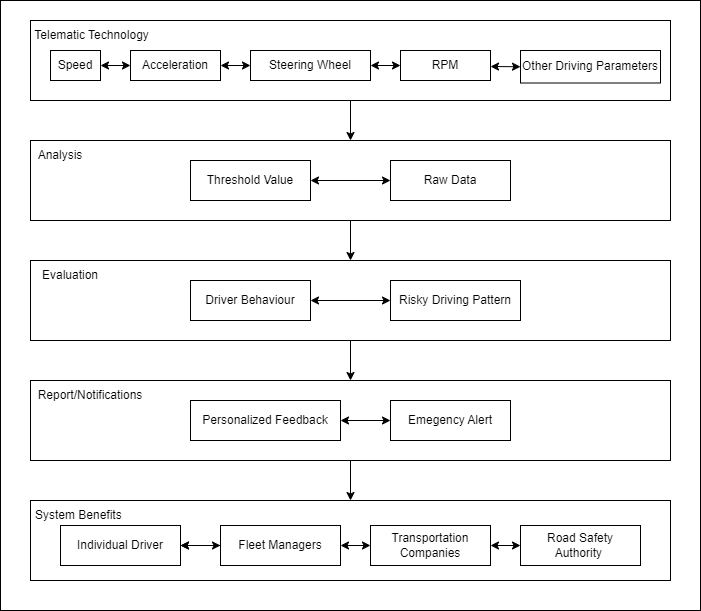 Telematic Technology
Speed
Acceleration
Steering Wheel
RPM
Other Driving Parameters
Analysis
Threshold Value
Raw Data
Evaluation
Driver Behaviour
Risky Driving Pattern
Report/Notifications
Personalized Feedback
Emegency Alert
System Benefits
Individual Driver
Fleet Managers
Transportation
Companies
Road Safety
Authority